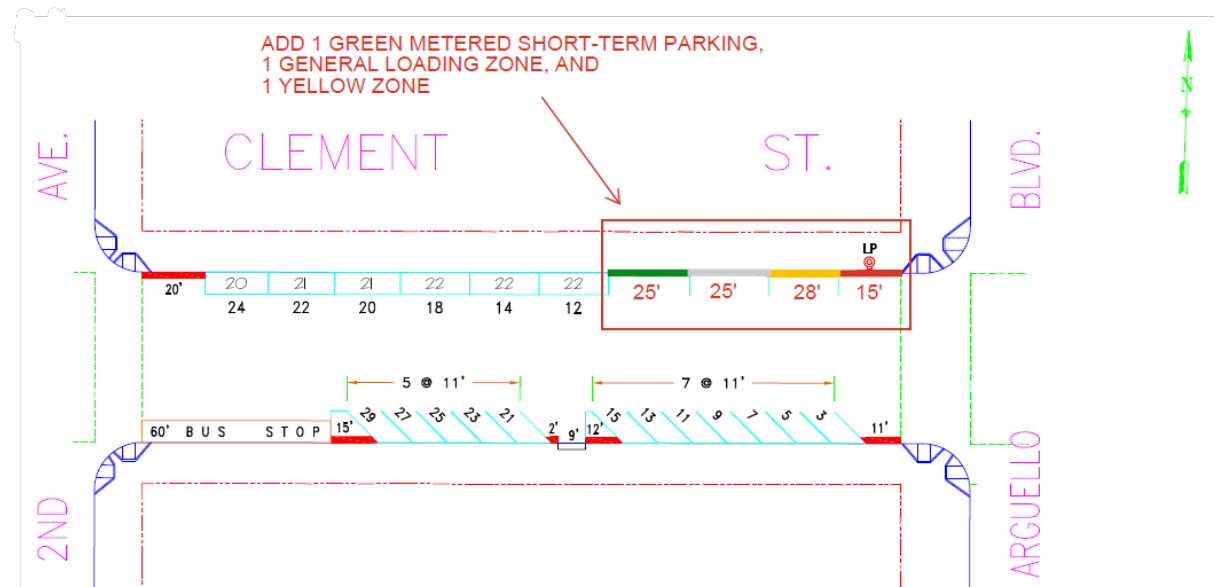 ADD 1 GREEN METERED SHORT-TERM PARKING,
1 GENERAL LOADING ZONE, AND
1 YELLOW ZONE
N
AVE.
CLEMENT ST.
BLVD.
LP
20'
20 21 21 22 22 22
24 22 20 18 14 12
25' 25' 28' 15'
5 @ 11' 7 @ 11'
60' BUS STOP 15' 29 27 25 23 21 2' 9' 12' 15 13 11 9 7 5 3 11'
2ND
ARGUELLO